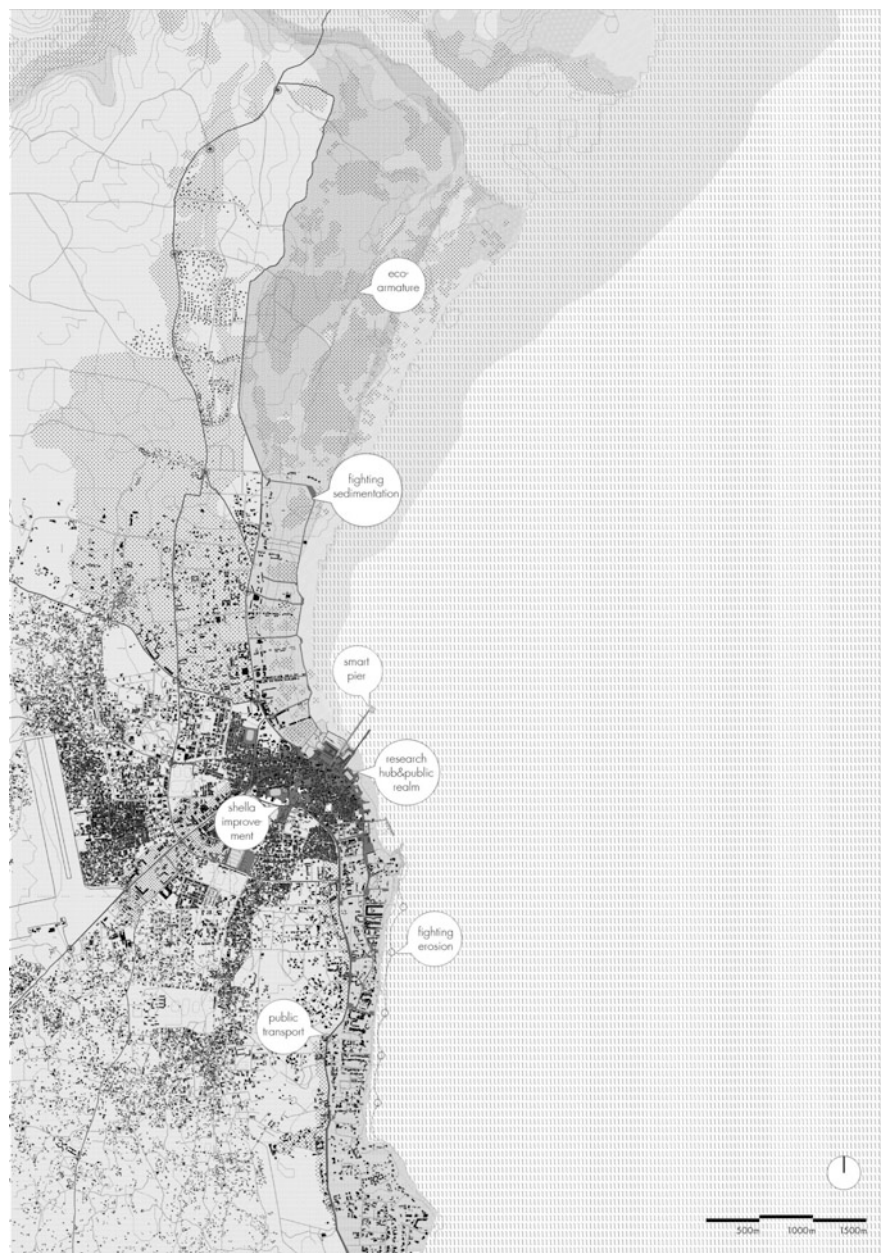 eco-
armature
fighting
sedimentation
smart
pier
research
hub&public
realm
shella
improve-
ment
fighting
erosion
public
transport
500m 1000m 1500m